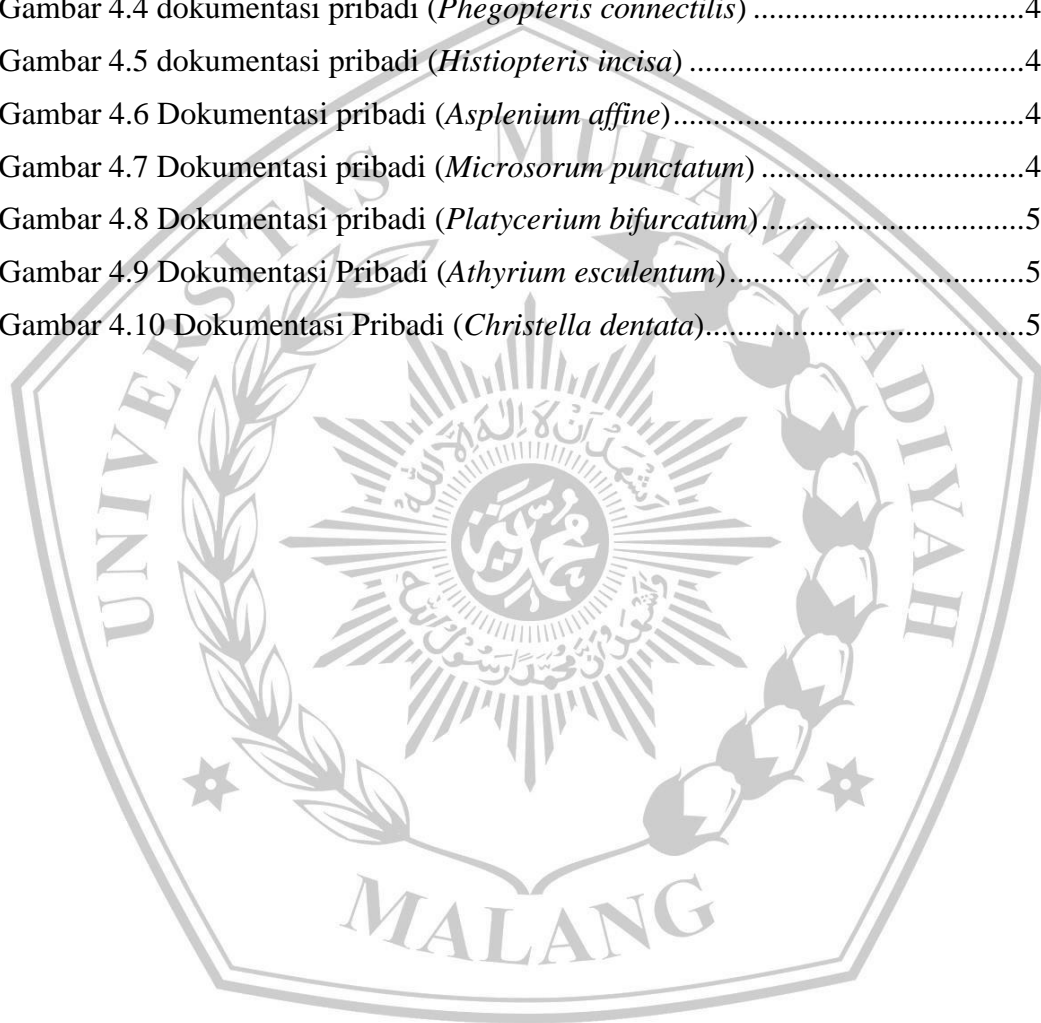 Gambar 4.4 dokumentasi pribadi (Phegopteris connectilis) ....................................4
Gambar 4.5 dokumentasi pribadi (Histiopteris incisa) ............................................4
Gambar 4.6 Dokumentasi pribadi (Asplenium affine)..............................................4
Gambar 4.7 Dokumentasi pribadi (Microsorum punctatum) ...................................4
Gambar 4.8 Dokumentasi pribadi (Platycerium bifurcatum)...................................5
Gambar 4.9 Dokumentasi Pribadi (Athyrium esculentum).......................................5
Gambar 4.10 Dokumentasi Pribadi (Christella dentata)..........................................5
UNIVERSITAS MUHAMMADIYAH
MALANG